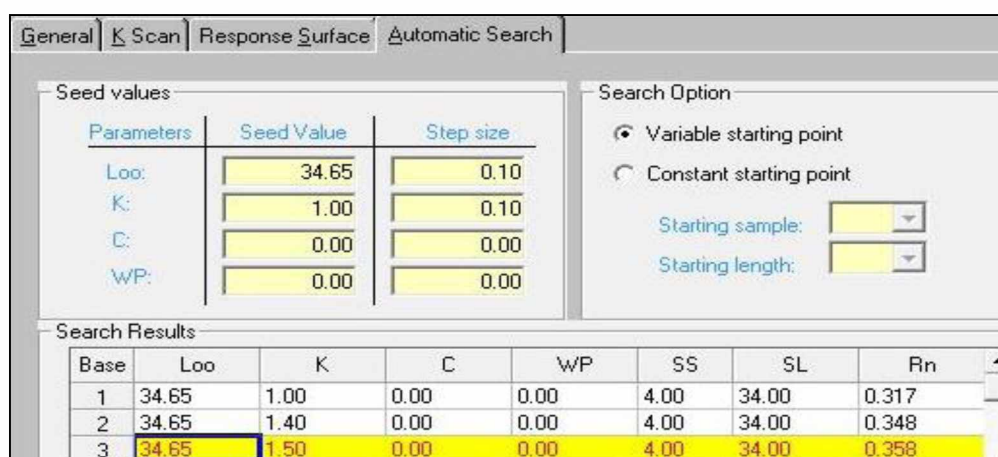 General K Scan Response Surface Automatic Search
Seed values
Parameters Seed Value Step size
Loo: 34.65 0.10
K: 1.00 0.10
C: 0.00 0.00
WP: 0.00 0.00
Search Option
Variable starting point
Constant starting point
Starting sample:
Starting length:
Search Results
Base Loo K C WP SS SL Rn
1 34.65 1.00 0.00 0.00 4.00 34.00 0.317
2 34.65 1.40 0.00 0.00 4.00 34.00 0.348
3 34.65 1.50 0.00 0.00 4.00 34.00 0.358